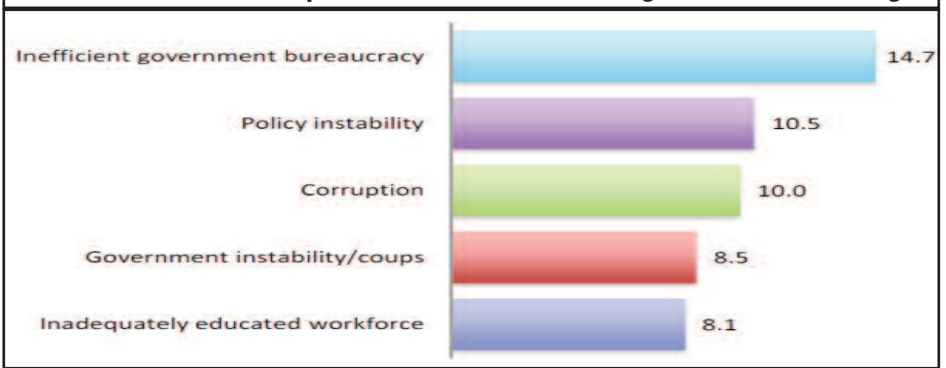 Inefficient government bureaucracy 14.7
Policy instability 10.5
Corruption 10.0
Government instability/coups 8.5
Inadequately educated workforce 8.1